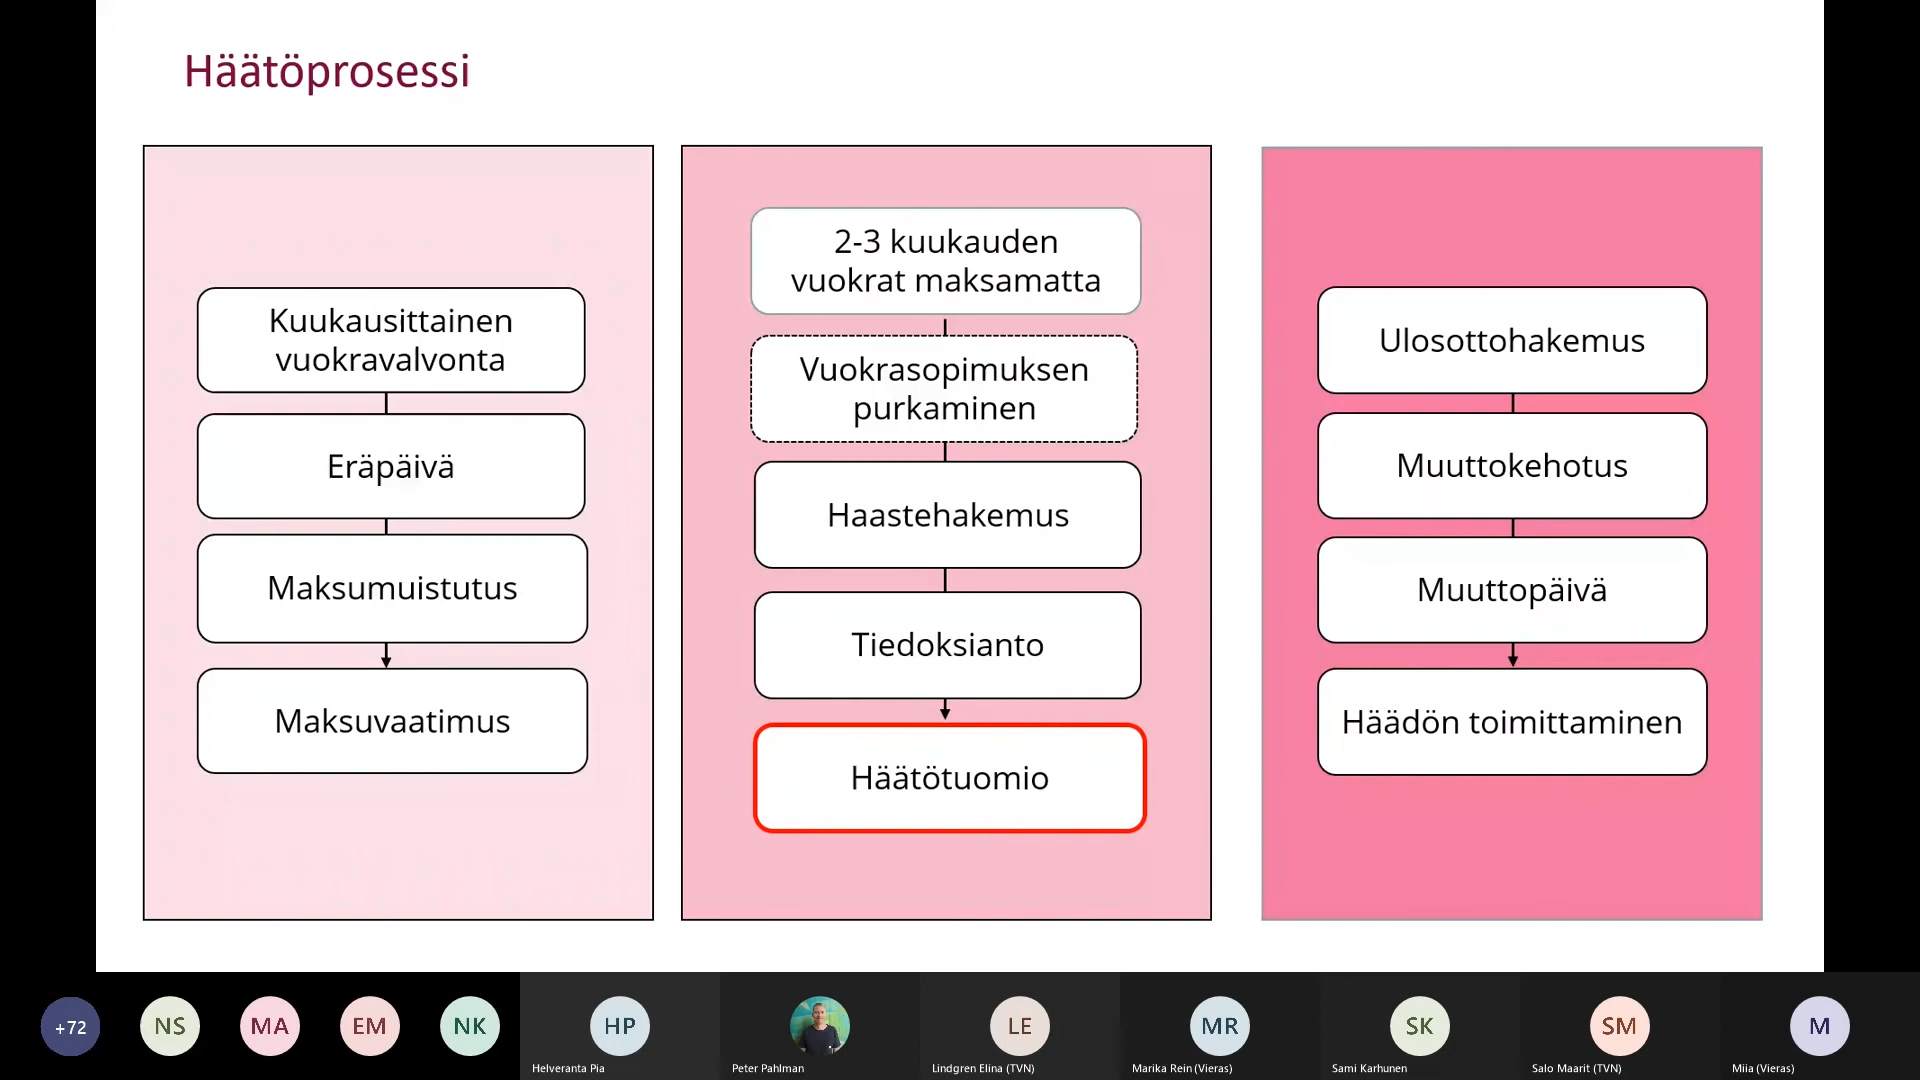 Häätöprosessi
Kuukausittainen
vuokravalvonta
Eräpäivä
Maksumuistutus
Maksuvaatimus
2-3 kuukauden
vuokrat maksamatta
Vuokrasopimuksen
purkaminen
Haastehakemus
Tiedoksianto
Häätötuomio
Ulosottohakemus
Muuttokehotus
Muuttopäivä
Häädön toimittaminen
+72
NS
MA
EM
NK
HP
Helveranta Pia
Peter Pahlman
LE
Lindgren Elina (TVN)
MR
Marika Rein (Vieras)
SK
Sami Karhunen
SM
Salo Maarit (TVN)
M
Miia (Vieras)